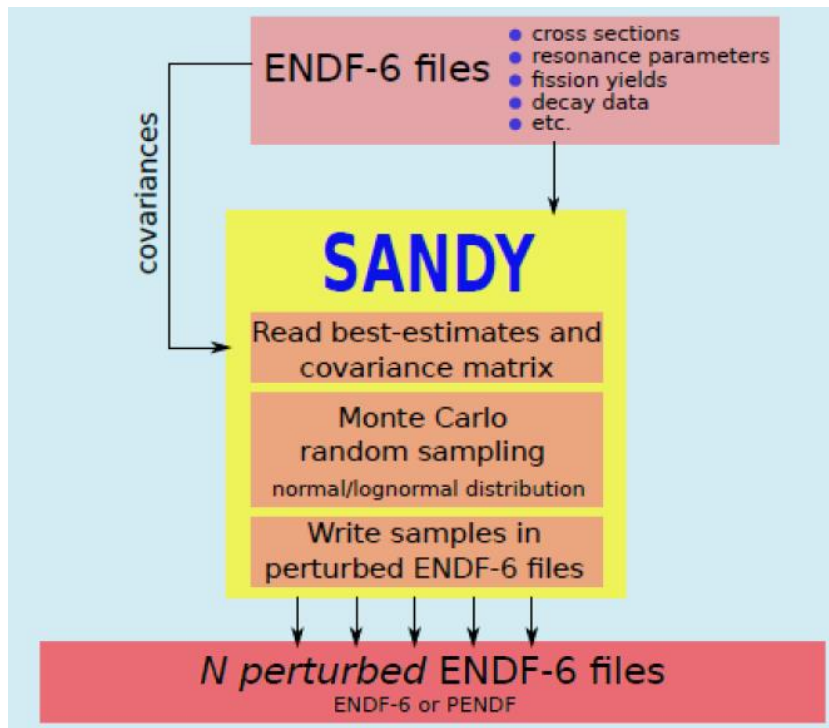 ENDF-6 files
● cross sections
● resonance parameters
● fission yields
● decay data
● etc.
covariances
SANDY
Read best-estimates and
covariance matrix
Monte Carlo
random sampling
normal/lognormal distribution
Write samples in
perturbed ENDF-6 files
N perturbed ENDF-6 files
ENDF-6 or PENDF